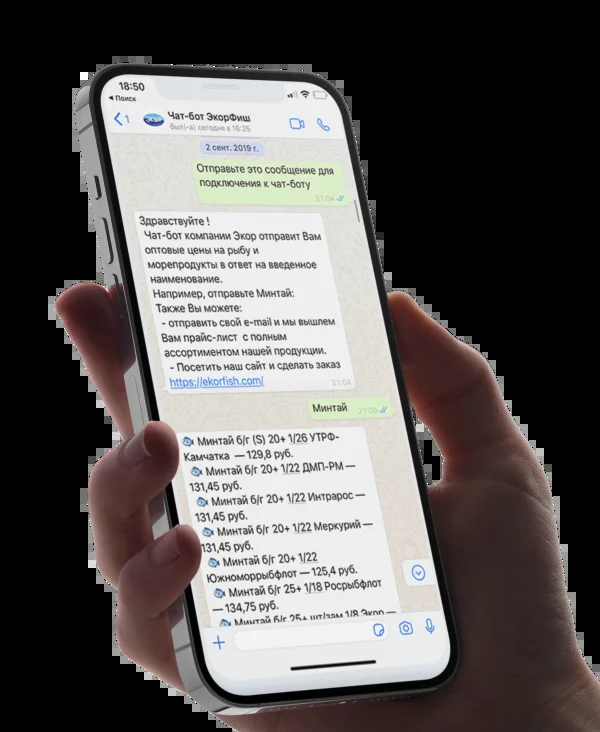 18:50
◀ Поиск
1
ЭКОР
Чат-бот ЭкорФиш
был(-а) сегодня в 16:25
2 сент. 2019 г.
Отправьте это сообщение для
подключения к чат-боту
21:04
Здравствуйте !
Чат-бот компании Экор отправит Вам
оптовые цены на рыбу и
морепродукты в ответ на введенное
наименование.
Например, отправьте Минтай:
Также Вы можете:
- отправить свой e-mail и мы вышлем
Вам прайс-лист с полным
ассортиментом нашей продукции.
- Посетить наш сайт и сделать заказ
https://ekorfish.com/
21:04
Минтай
21:05
🐟 Минтай б/г (S) 20+ 1/26 УТРФ-
Камчатка — 129,8 руб.
🐟 Минтай б/г 20+ 1/22 ДМП-РМ —
131,45 руб.
🐟 Минтай б/г 20+ 1/22 Интрарос —
131,45 руб.
🐟 Минтай б/г 20+ 1/22 Меркурий —
131,45 руб.
🐟 Минтай б/г 20+ 1/22
Южноморрыбфлот — 125,4 руб.
🐟 Минтай б/г 25+ 1/18 Росрыбфлот
— 134,75 руб.
🐟 Минтай б/г 25+ шт/зам 1/8 Экор —